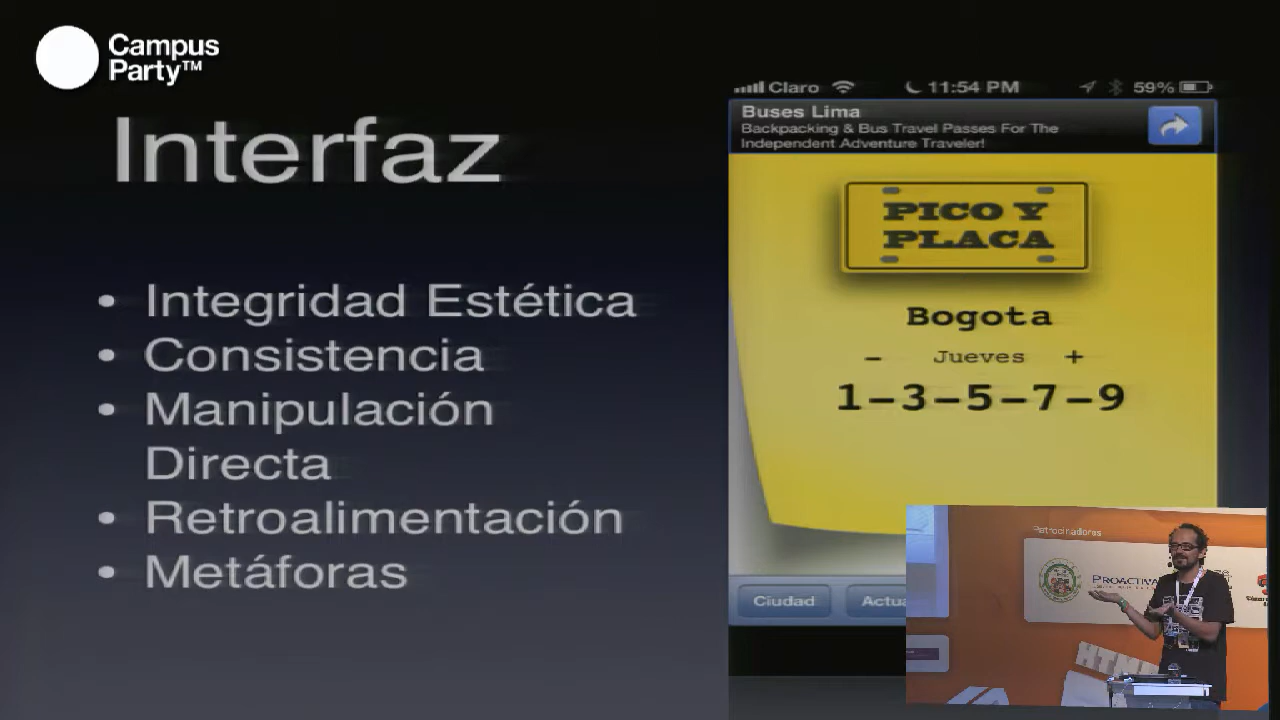 Campus
Party™
Interfaz
• Integridad Estética
• Consistencia
• Manipulación
Directa
• Retroalimentación
• Metáforas
Claro
11:54 PM
59%
Buses Lima
Backpacking & Bus Travel Passes For The
Independent Adventure Traveler!
PICO Y
PLACA
Bogota
- Jueves +
1-3-5-7-9
Ciudad
Patrocinadores
PROACTIVA